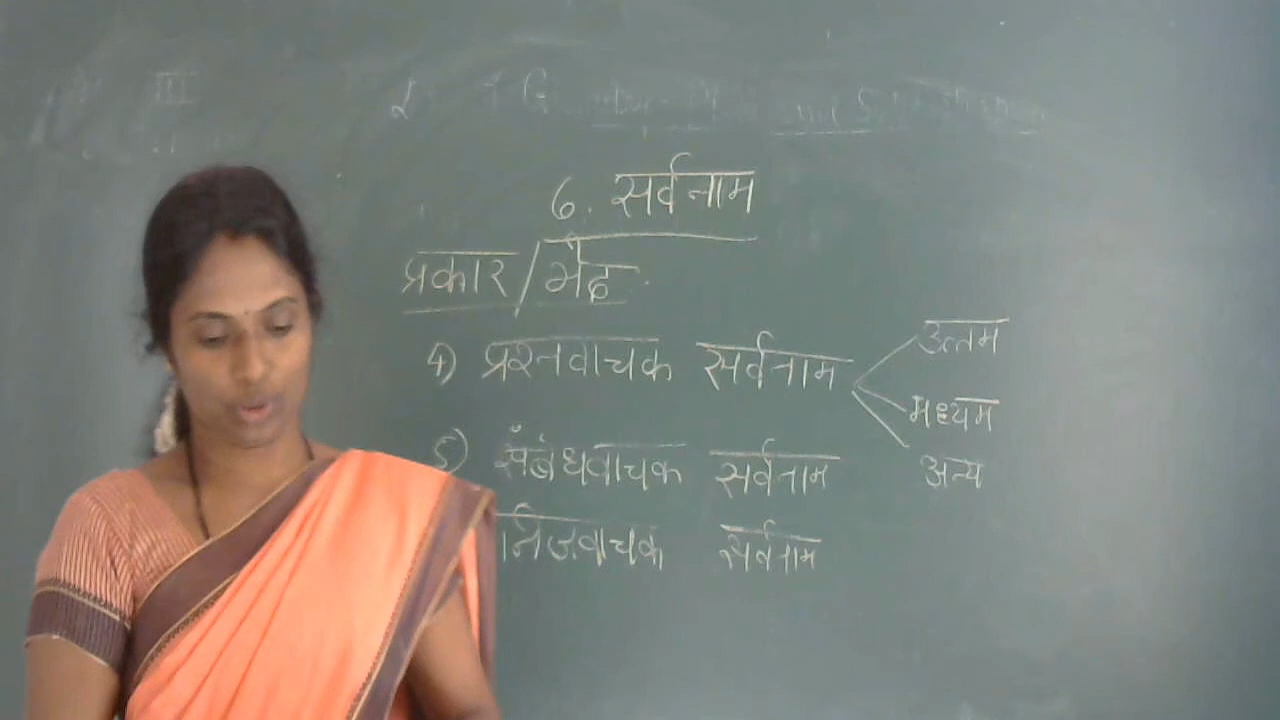 III
6. सर्वनाम
प्रकार/भेद
4) प्रश्नवाचक सर्वनाम
उत्तम
मध्यम
अन्य
5) संबंधवाचक सर्वनाम
निजवाचक सर्वनाम